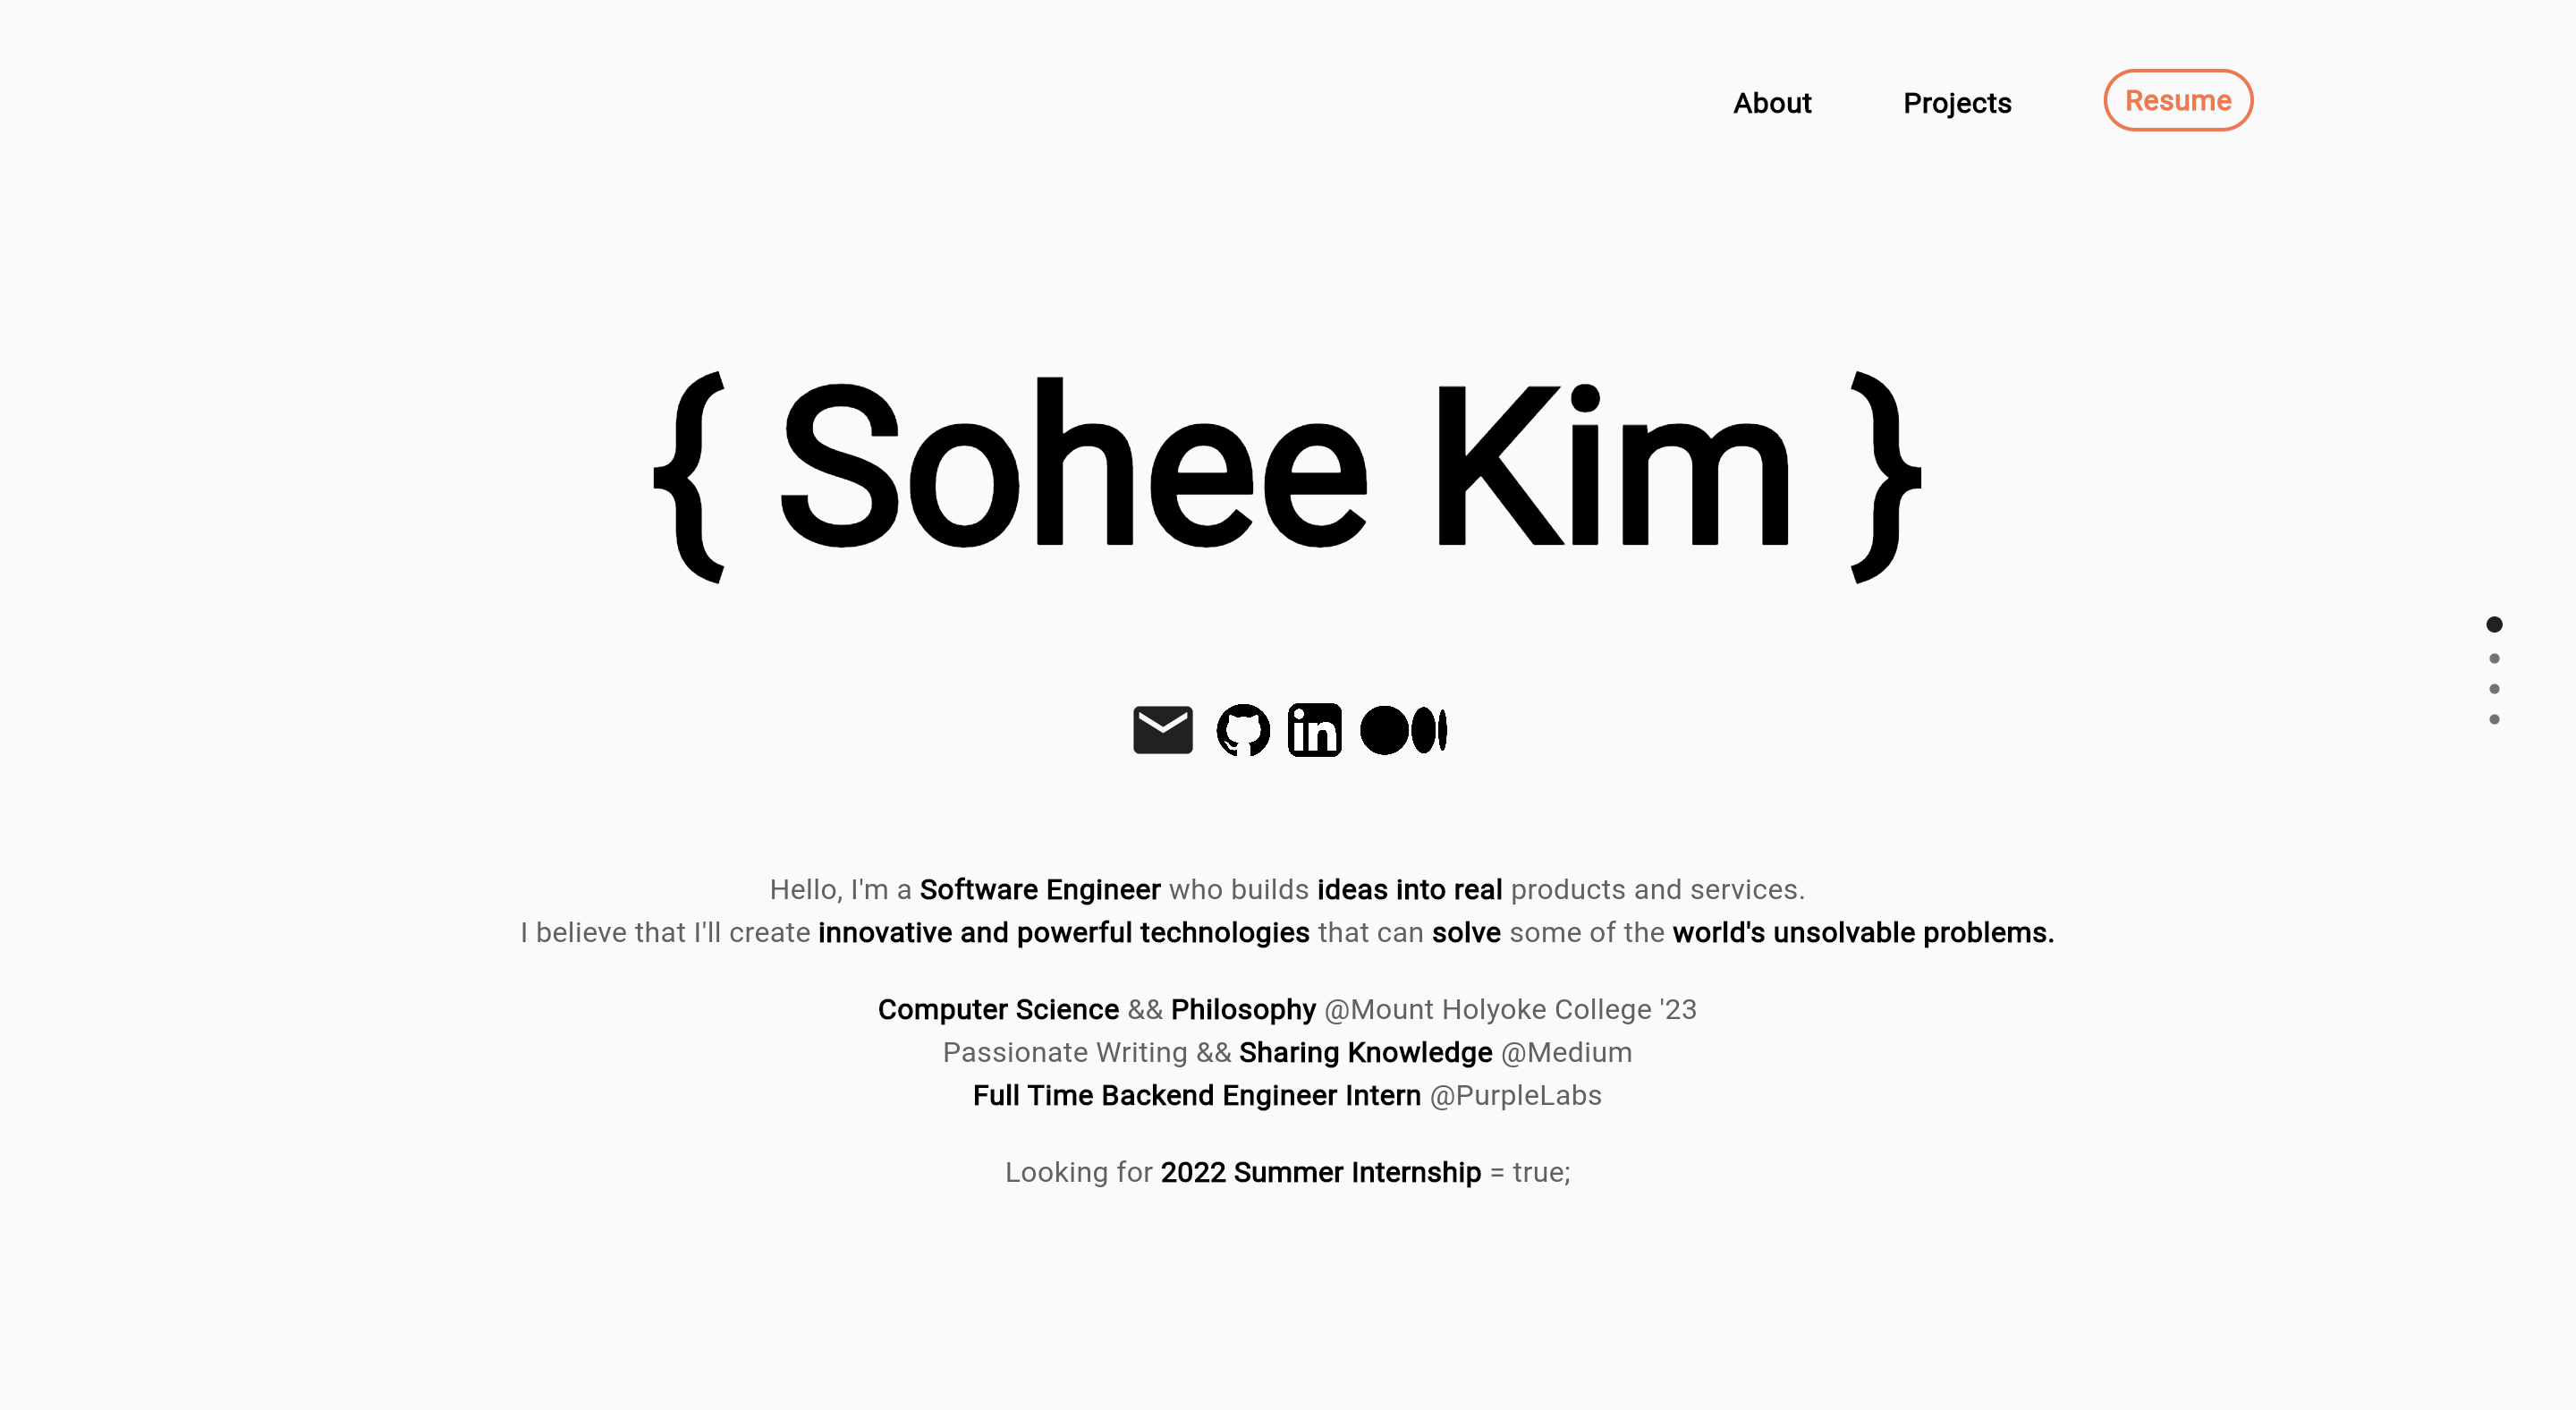 About
Projects
Resume
{ Sohee Kim }
Hello, I'm a Software Engineer who builds ideas into real products and services.
I believe that I'll create innovative and powerful technologies that can solve some of the world's unsolvable problems.
Computer Science && Philosophy @Mount Holyoke College '23
Passionate Writing && Sharing Knowledge @Medium
Full Time Backend Engineer Intern @PurpleLabs
Looking for 2022 Summer Internship = true;